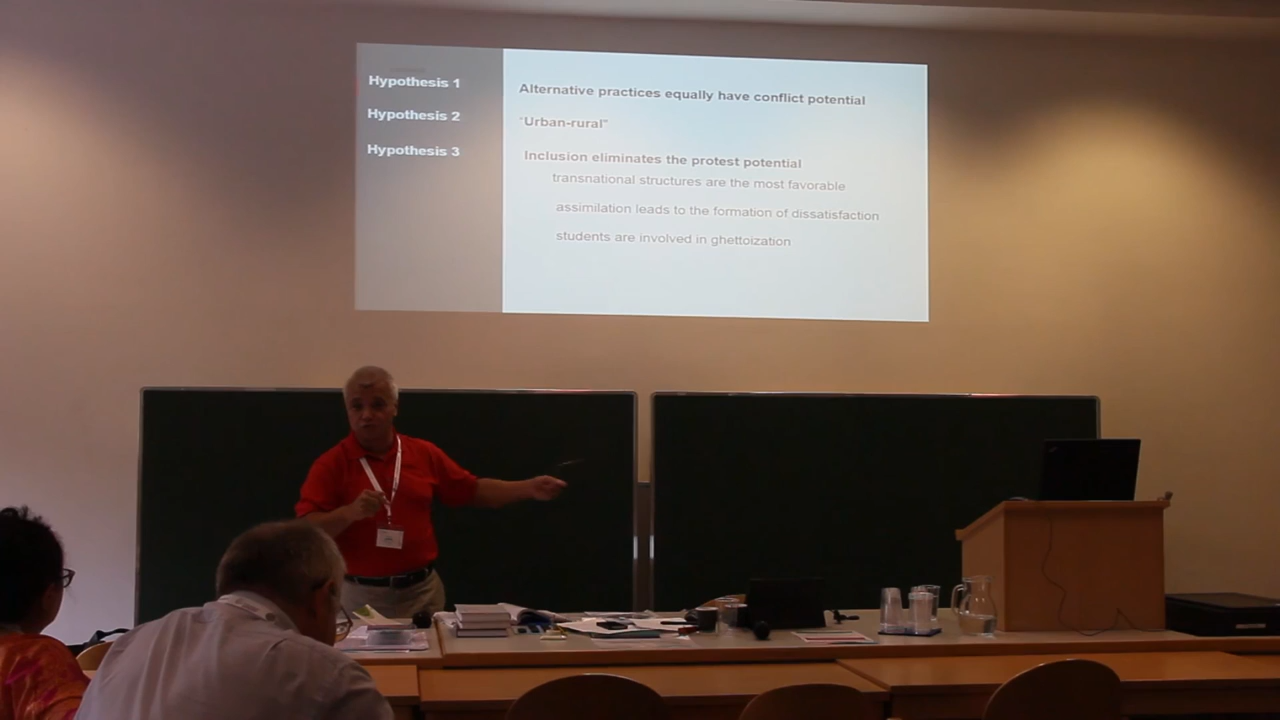 Hypothesis 1
Alternative practices equally have conflict potential
Hypothesis 2
"Urban-rural"
Hypothesis 3
Inclusion eliminates the protest potential
transnational structures are the most favorable
assimilation leads to the formation of dissatisfaction
students are involved in ghettoization